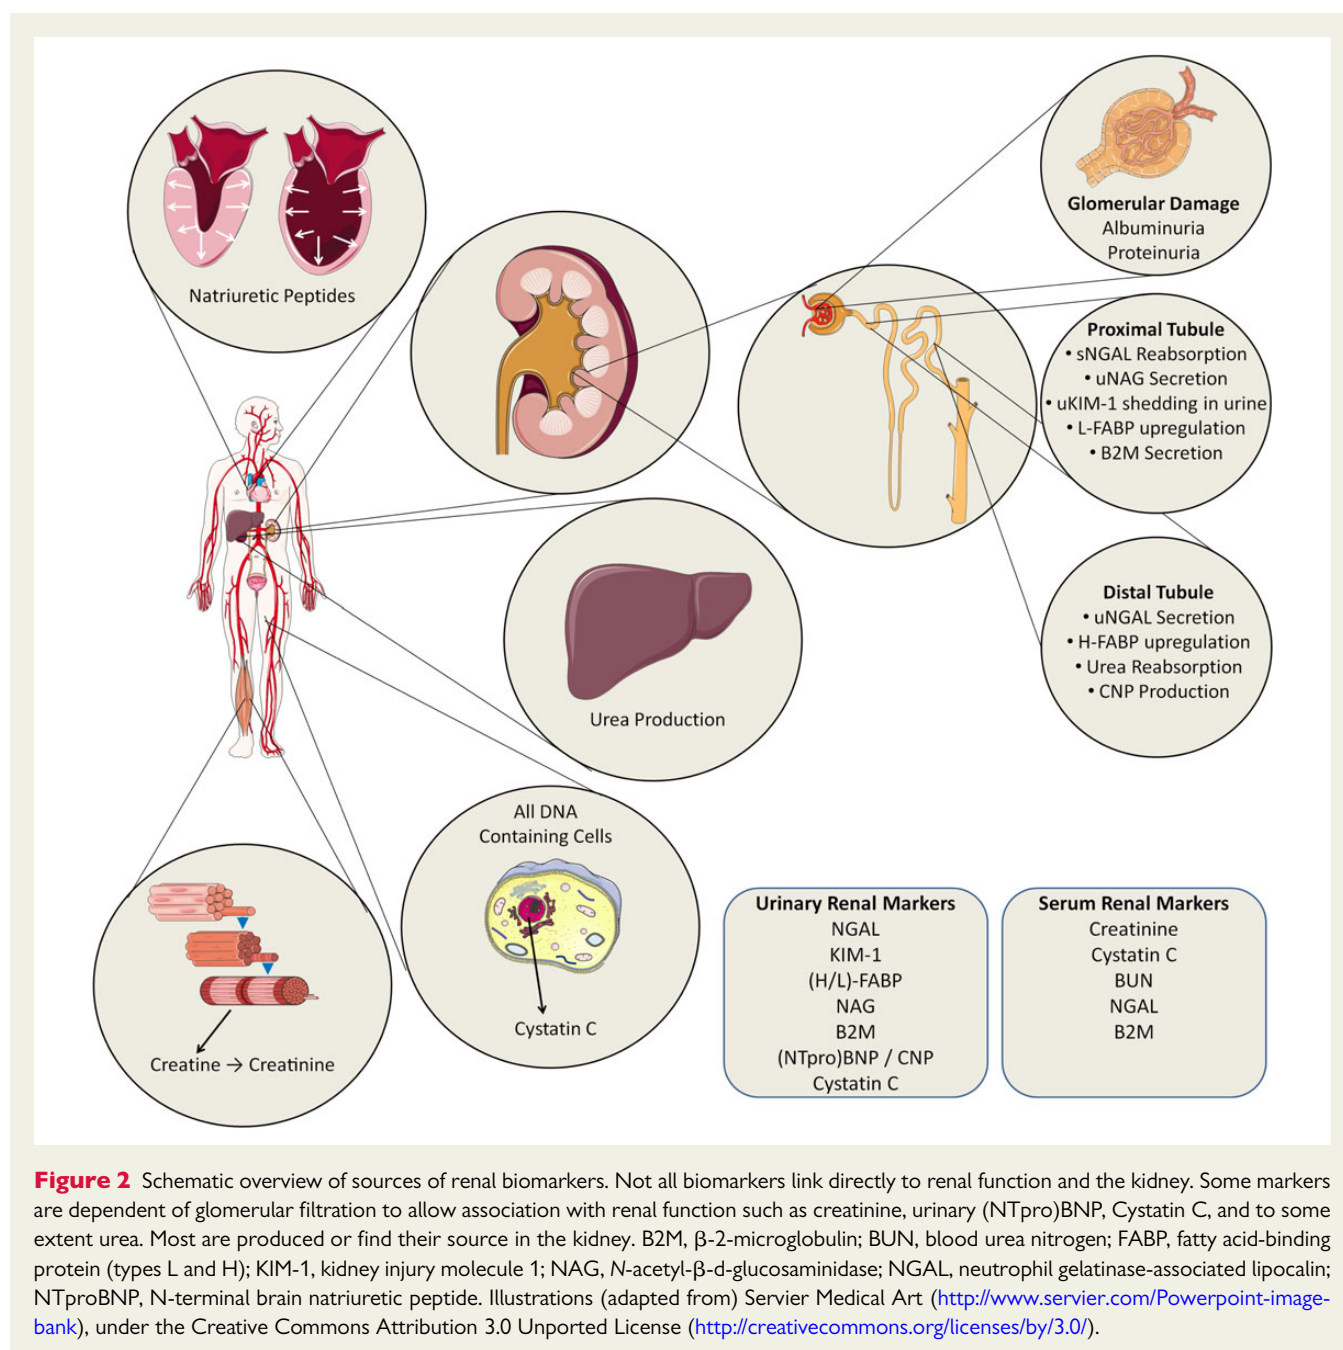 Natriuretic Peptides
Glomerular Damage
Albuminuria
Proteinuria
Proximal Tubule
• sNGAL Reabsorption
• uNAG Secretion
• uKIM-1 shedding in urine
• L-FABP upregulation
• B2M Secretion
Distal Tubule
• uNGAL Secretion
• H-FABP upregulation
• Urea Reabsorption
• CNP Production
Urea Production
All DNA
Containing Cells
Cystatin C
Creatine → Creatinine
Urinary Renal Markers
NGAL
KIM-1
(H/L)-FABP
NAG
B2M
(NTpro)BNP / CNP
Cystatin C
Serum Renal Markers
Creatinine
Cystatin C
BUN
NGAL
B2M
Figure 2 Schematic overview of sources of renal biomarkers. Not all biomarkers link directly to renal function and the kidney. Some markers
are dependent of glomerular filtration to allow association with renal function such as creatinine, urinary (NTpro)BNP, Cystatin C, and to some
extent urea. Most are produced or find their source in the kidney. B2M, β-2-microglobulin; BUN, blood urea nitrogen; FABP, fatty acid-binding
protein (types L and H); KIM-1, kidney injury molecule 1; NAG, N-acetyl-β-d-glucosaminidase; NGAL, neutrophil gelatinase-associated lipocalin;
NTproBNP, N-terminal brain natriuretic peptide. Illustrations (adapted from) Servier Medical Art (http://www.servier.com/Powerpoint-image-
bank), under the Creative Commons Attribution 3.0 Unported License (http://creativecommons.org/licenses/by/3.0/).